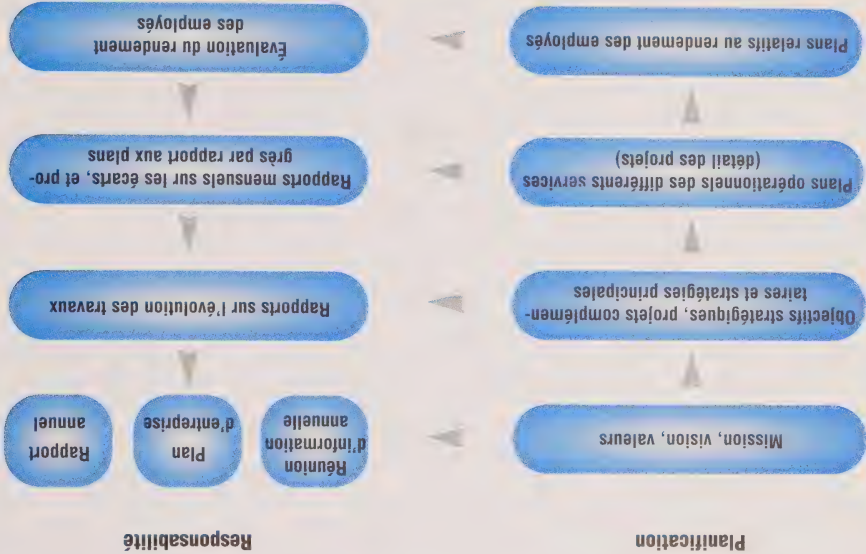 Planification
Responsabilité
Mission, vision, valeurs
Réunion
d'information
annuelle
Plan
d'entreprise
Rapport
annuel
Objectifs stratégiques, projets complémen-
taires et stratégies principales
Rapports sur l'évolution des travaux
Plans opérationnels des différents services
(détail des projets)
Rapports mensuels sur les écarts, et pro-
grès par rapport aux plans
Plans relatifs au rendement des employés
Évaluation du rendement
des employés